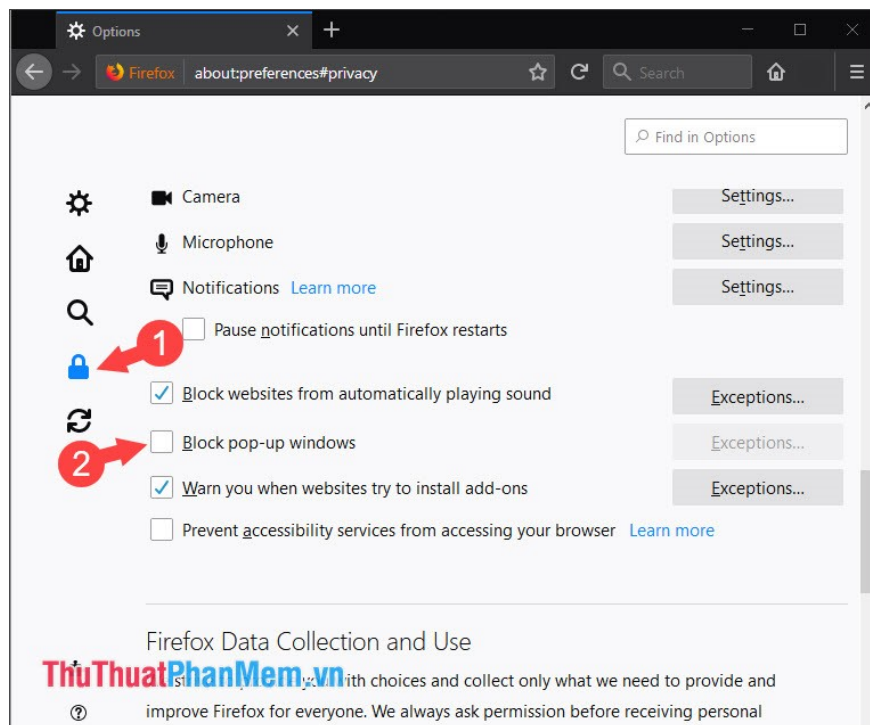 Options
Firefox about:preferences#privacy Search
Find in Options
Camera Settings...
Microphone Settings...
Notifications Learn more Settings...
Pause notifications until Firefox restarts
1
Block websites from automatically playing sound Exceptions...
Block pop-up windows Exceptions...
2
Warn you when websites try to install add-ons Exceptions...
Prevent accessibility services from accessing your browser Learn more
Firefox Data Collection and Use
ThuThuatPhanMem.vn
with choices and collect only what we need to provide and
improve Firefox for everyone. We always ask permission before receiving personal